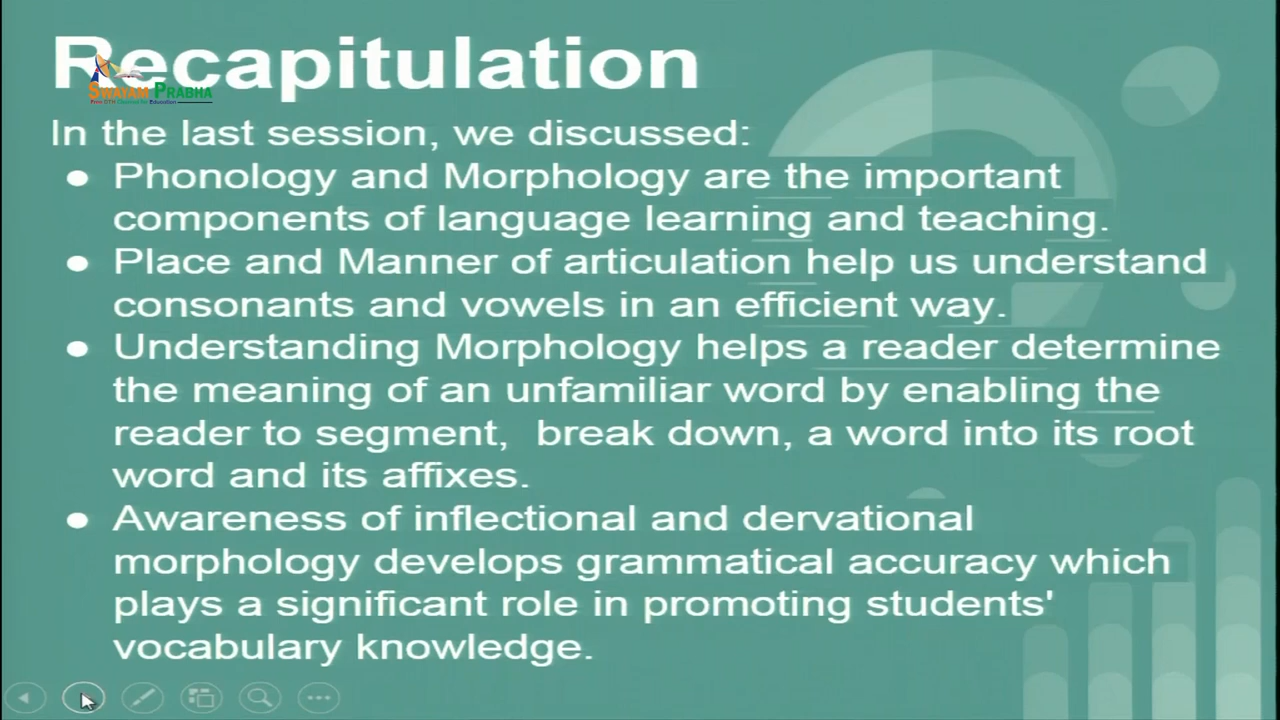 Recapitulation
SWAYAM PRABHA
Free DTH Channel for Education
In the last session, we discussed:
● Phonology and Morphology are the important
components of language learning and teaching.
● Place and Manner of articulation help us understand
consonants and vowels in an efficient way.
● Understanding Morphology helps a reader determine
the meaning of an unfamiliar word by enabling the
reader to segment, break down, a word into its root
word and its affixes.
● Awareness of inflectional and dervational
morphology develops grammatical accuracy which
plays a significant role in promoting students'
vocabulary knowledge.